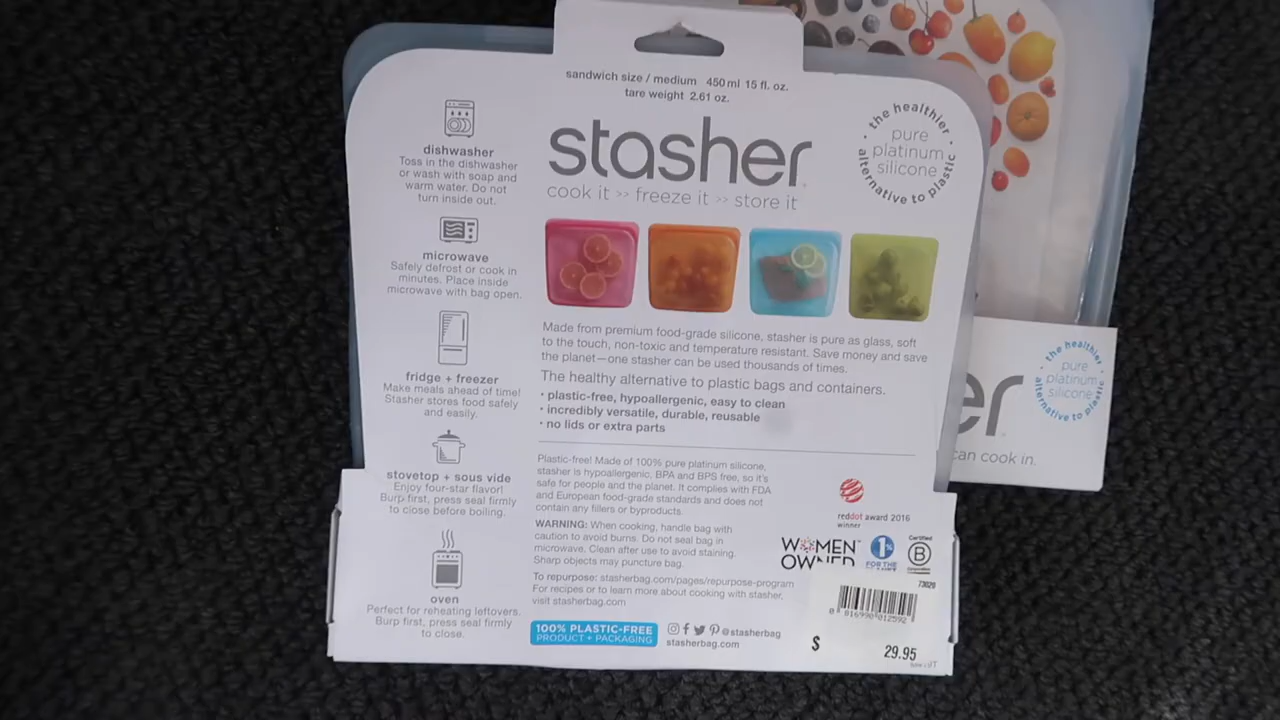 sandwich size / medium 450ml 15 fl. oz.
tare weight 2.61 oz.
stasher
cook it >> freeze it >> store it
the healthier
pure
platinum
silicone
alternative to plastic
dishwasher
Toss in the dishwasher
or wash with soap and
warm water. Do not
turn inside out.
microwave
Safely defrost or cook in
minutes. Place inside
microwave with bag open.
fridge + freezer
Make meals ahead of time!
Stasher stores food safely
and easily.
stovetop + sous vide
Enjoy four-star flavor!
Burp first, press seal firmly
to close before boiling.
oven
Perfect for reheating leftovers.
Burp first, press seal firmly
to close.
Made from premium food-grade silicone, stasher is pure as glass, soft
to the touch, non-toxic and temperature resistant. Save money and save
the planet—one stasher can be used thousands of times.
The healthy alternative to plastic bags and containers.
• plastic-free, hypoallergenic, easy to clean
• incredibly versatile, durable, reusable
• no lids or extra parts
Plastic-free! Made of 100% pure platinum silicone,
stasher is hypoallergenic, BPA and BPS free, so it's
safe for people and the planet. It complies with FDA
and European food-grade standards and does not
contain any fillers or byproducts.
WARNING: When cooking, handle bag with
caution to avoid burns. Do not seal bag in
microwave. Clean after use to avoid staining.
Sharp objects may puncture bag.
To repurpose: stasherbag.com/pages/repurpose-program
For recipes or to learn more about cooking with stasher,
visit stasherbag.com
100% PLASTIC-FREE
PRODUCT + PACKAGING
@stasherbag
stasherbag.com
reddot award 2016
winner
WOMEN
OWNED
1%
FOR THE
Certified
B
Corporation
73020
0 816990 012592
$ 29.95
er
can cook in.
the healthier
pure
platinum
silicone
alternative to plastic